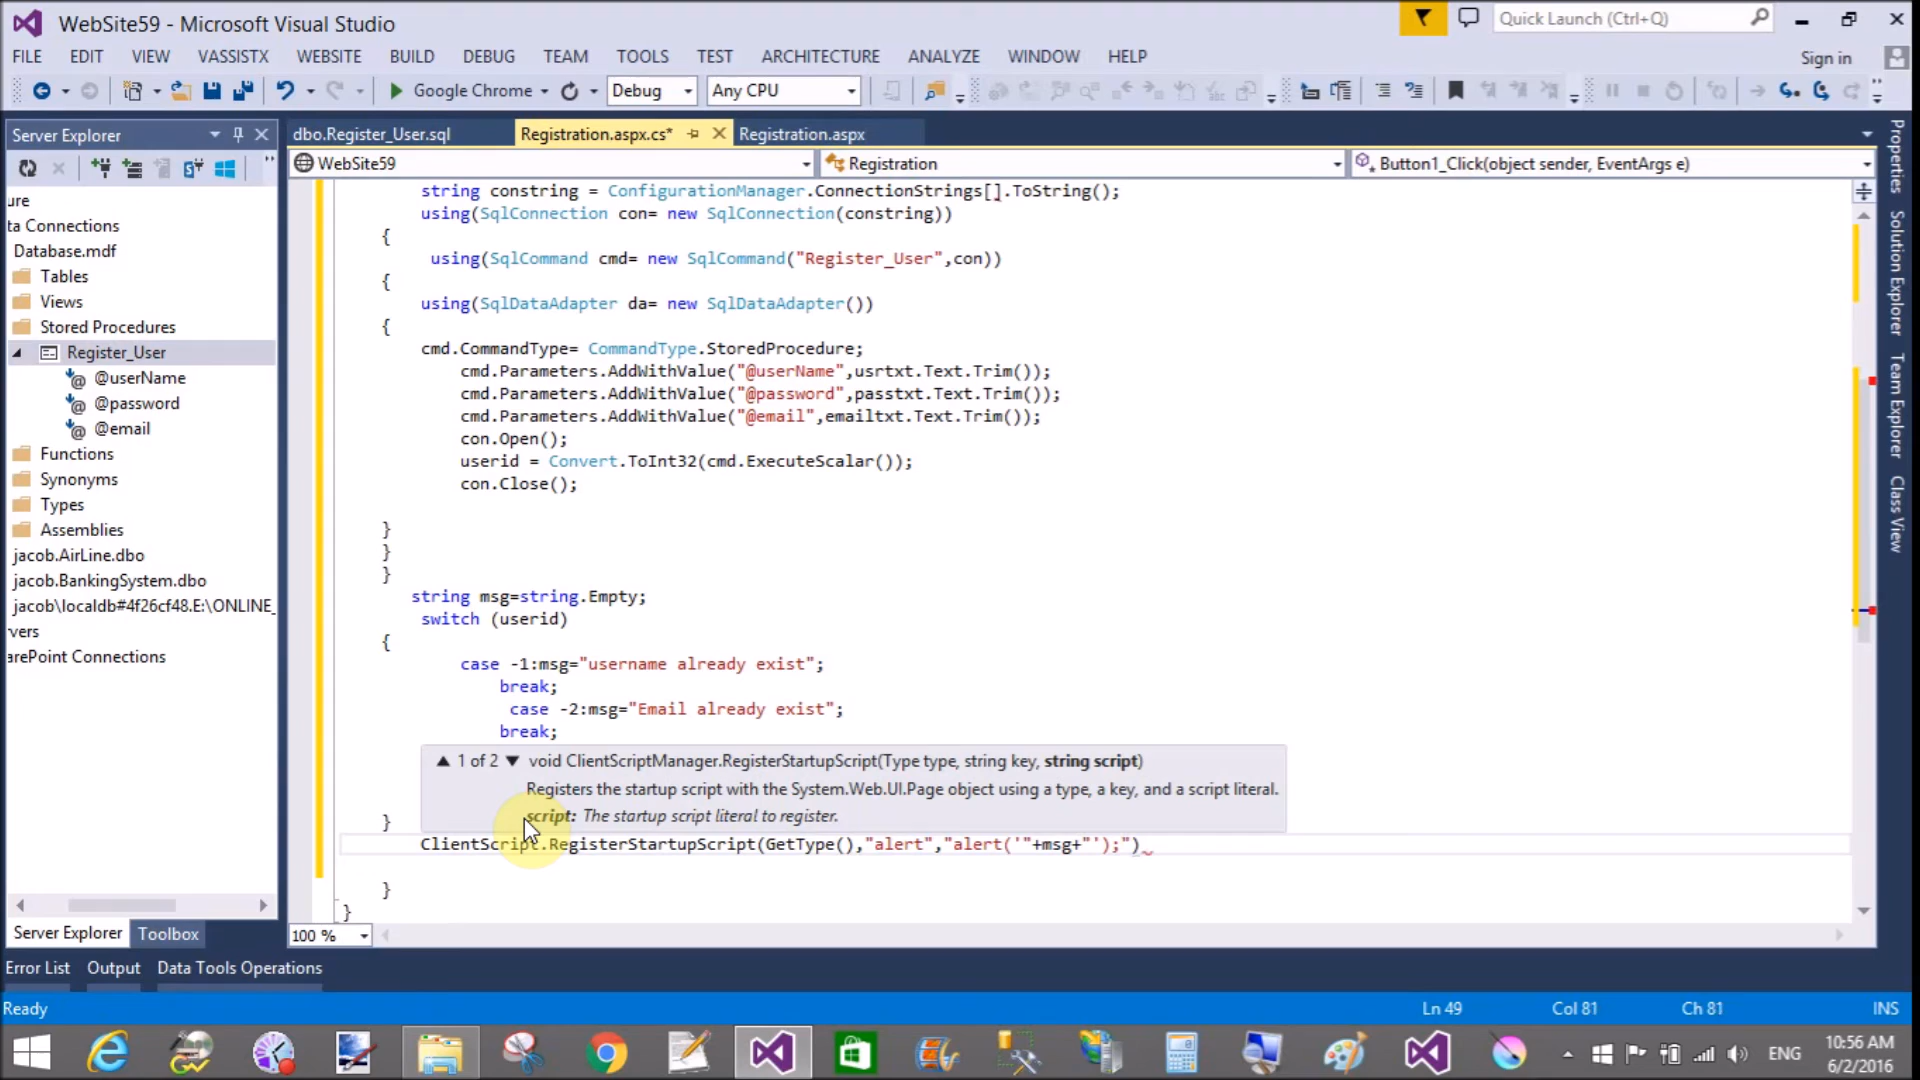 WebSite59 - Microsoft Visual Studio
Quick Launch (Ctrl+Q)
FILE EDIT VIEW VASSISTX WEBSITE BUILD DEBUG TEAM TOOLS TEST ARCHITECTURE ANALYZE WINDOW HELP
Sign in
Google Chrome Debug Any CPU
Server Explorer
dbo.Register_User.sql Registration.aspx.cs* Registration.aspx
WebSite59 Registration Button1_Click(object sender, EventArgs e)
ure
ta Connections
Database.mdf
Tables
Views
Stored Procedures
Register_User
@userName
@password
@email
Functions
Synonyms
Types
Assemblies
jacob.AirLine.dbo
jacob.BankingSystem.dbo
jacob\localdb#4f26cf48.E:\ONLINE_
rvers
arePoint Connections
Server Explorer Toolbox
string constring = ConfigurationManager.ConnectionStrings[].ToString();
using(SqlConnection con= new SqlConnection(constring))
{
using(SqlCommand cmd= new SqlCommand("Register_User",con))
{
using(SqlDataAdapter da= new SqlDataAdapter())
{
cmd.CommandType= CommandType.StoredProcedure;
cmd.Parameters.AddWithValue("@userName",usrtxt.Text.Trim());
cmd.Parameters.AddWithValue("@password",passtxt.Text.Trim());
cmd.Parameters.AddWithValue("@email",emailtxt.Text.Trim());
con.Open();
userid = Convert.ToInt32(cmd.ExecuteScalar());
con.Close();
}
}
}
string msg=string.Empty;
switch (userid)
{
case -1:msg="username already exist";
break;
case -2:msg="Email already exist";
break;
1 of 2 void ClientScriptManager.RegisterStartupScript(Type type, string key, string script)
Registers the startup script with the System.Web.UI.Page object using a type, a key, and a script literal.
script: The startup script literal to register.
}
ClientScript.RegisterStartupScript(GetType(),"alert","alert('"+msg+"');")
}
}
100 %
Properties
Solution Explorer
Team Explorer
Class View
Error List Output Data Tools Operations
Ready Ln 49 Col 81 Ch 81 INS
ENG
10:56 AM
6/2/2016